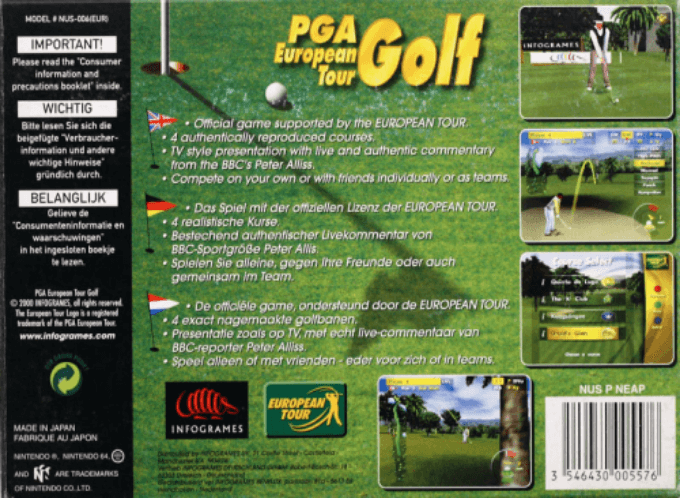 MODEL # NUS-006(EUR)
IMPORTANT!
Please read the "Consumer
information and
precautions booklet" inside.
WICHTIG
Bitte lesen Sie sich die
beigefügte "Verbraucher-
information und andere
wichtige Hinweise"
gründlich durch.
BELANGLIJK
Gelieve de
"Consumenteninformatie en
waarschuwingen"
in het ingesloten boekje
te lezen.
PGA European Tour Golf
© 2000 INFOGRAMES, all rights reserved.
The European Tour Logo is a registered
trademark of the PGA European Tour.
www.infogrames.com
MADE IN JAPAN
FABRIQUE AU JAPON
NINTENDO ®, NINTENDO 64,
AND N ARE TRADEMARKS
OF NINTENDO CO., LTD.
PGA
European
Tour
Golf
• Official game supported by the EUROPEAN TOUR.
• 4 authentically reproduced courses.
• TV style presentation with live and authentic commentary
from the BBC's Peter Alliss.
• Compete on your own or with friends individually or as teams.
• Das Spiel mit der offiziellen Lizenz der EUROPEAN TOUR.
• 4 realistische Kurse.
• Bestechend authentischer Livekommentar von
BBC-Sportgröße Peter Allis.
• Spielen Sie alleine, gegen Ihre Freunde oder auch
gemeinsam im Team.
• De officiële game, ondersteund door de EUROPEAN TOUR.
• 4 exact nagemaakte golfbanen.
• Presentatie zoals op TV met echt live-commentaar van
BBC-reporter Peter Alliss.
• Speel alleen of met vrienden - eder voor zich of in teams.
INFOGRAMES
EUROPEAN
TOUR
INFOGRAMES
Course Select
NUS P NEAP
3 546430 005576